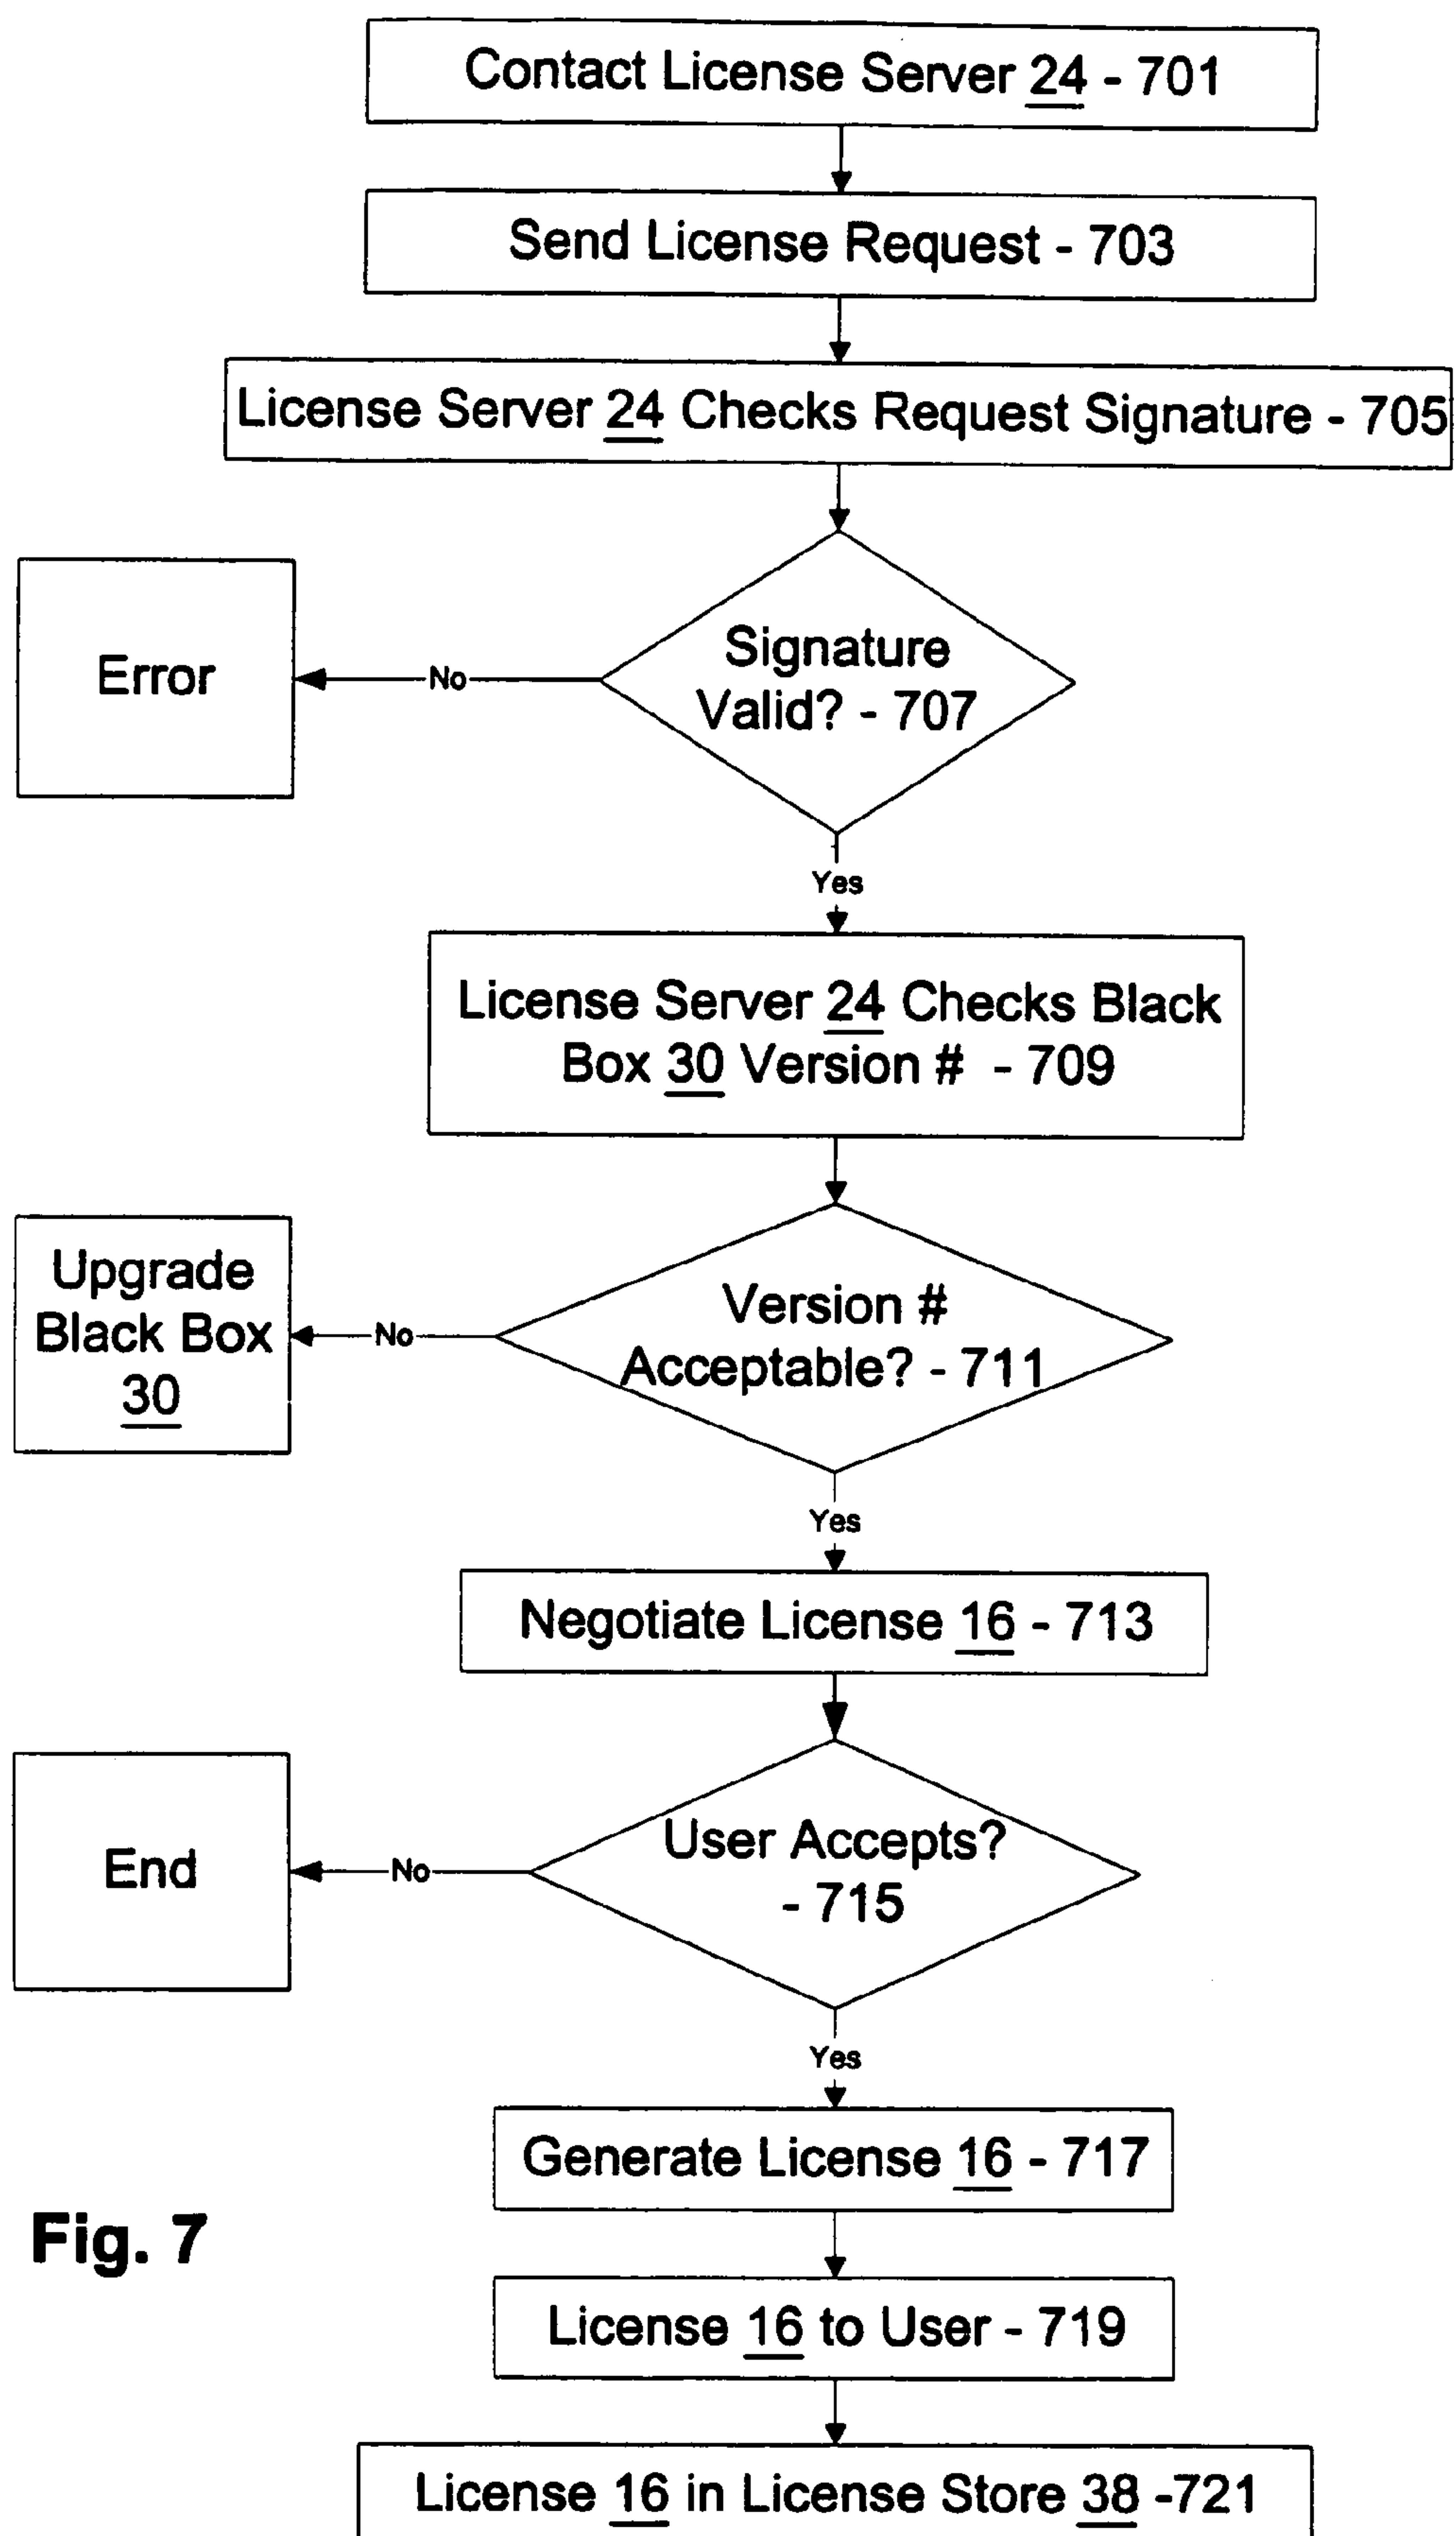 Contact License Server 24 - 701
Send License Request - 703
License Server 24 Checks Request Signature - 705
Signature
Valid? - 707
No
Error
Yes
License Server 24 Checks Black
Box 30 Version # - 709
Version #
Acceptable? - 711
No
Upgrade
Black Box
30
Yes
Negotiate License 16 - 713
User Accepts?
- 715
No
End
Yes
Generate License 16 - 717
Fig. 7
License 16 to User - 719
License 16 in License Store 38 -721